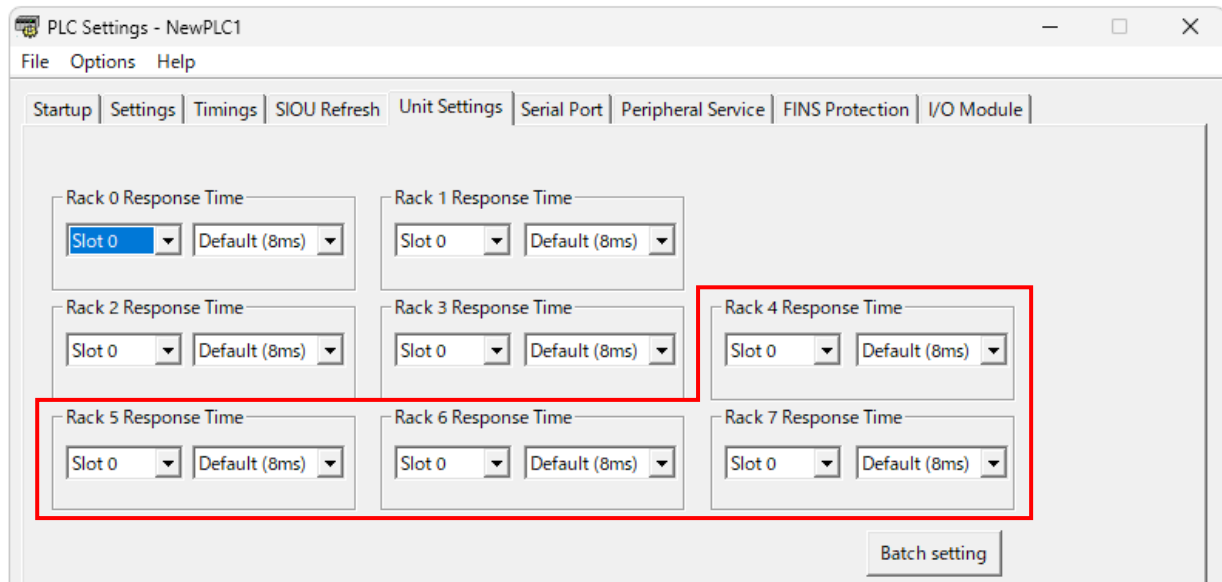 PLC Settings - NewPLC1
File Options Help
Startup Settings Timings SIOU Refresh Unit Settings Serial Port Peripheral Service FINS Protection I/O Module
Rack 0 Response Time Rack 1 Response Time
Slot 0 Default (8ms) Slot 0 Default (8ms)
Rack 2 Response Time Rack 3 Response Time Rack 4 Response Time
Slot 0 Default (8ms) Slot 0 Default (8ms) Slot 0 Default (8ms)
Rack 5 Response Time Rack 6 Response Time Rack 7 Response Time
Slot 0 Default (8ms) Slot 0 Default (8ms) Slot 0 Default (8ms)
Batch setting